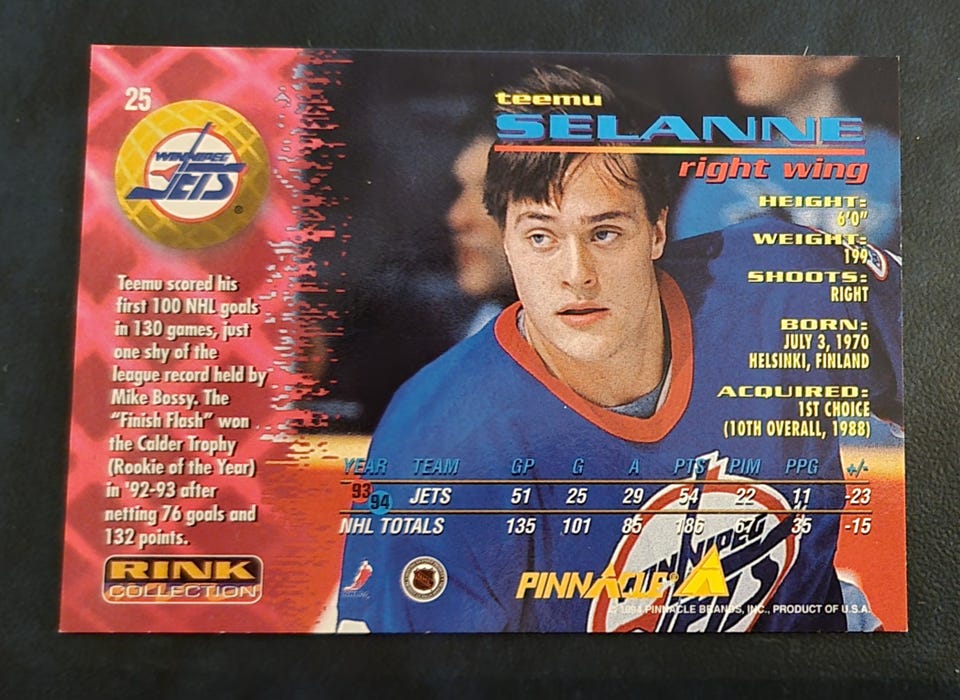 25
WINNIPEG
JETS
®
Teemu scored his
first 100 NHL goals
in 130 games, just
one shy of the
league record held by
Mike Bossy. The
"Finish Flash" won
the Calder Trophy
(Rookie of the Year)
in '92-93 after
netting 76 goals and
132 points.
RINK
COLLECTION
teemu
SELANNE
right wing
HEIGHT:
6'0"
WEIGHT:
199
SHOOTS:
RIGHT
BORN:
JULY 3, 1970
HELSINKI, FINLAND
ACQUIRED:
1ST CHOICE
(10TH OVERALL, 1988)
YEAR TEAM GP G A PTS PIM PPG +/-
93 94 JETS 51 25 29 54 22 11 -23
NHL TOTALS 135 101 85 186 67 35 -15
WINNIPEG
JETS
NHL
PINNACLE®
© 1994 PINNACLE BRANDS, INC., PRODUCT OF U.S.A.